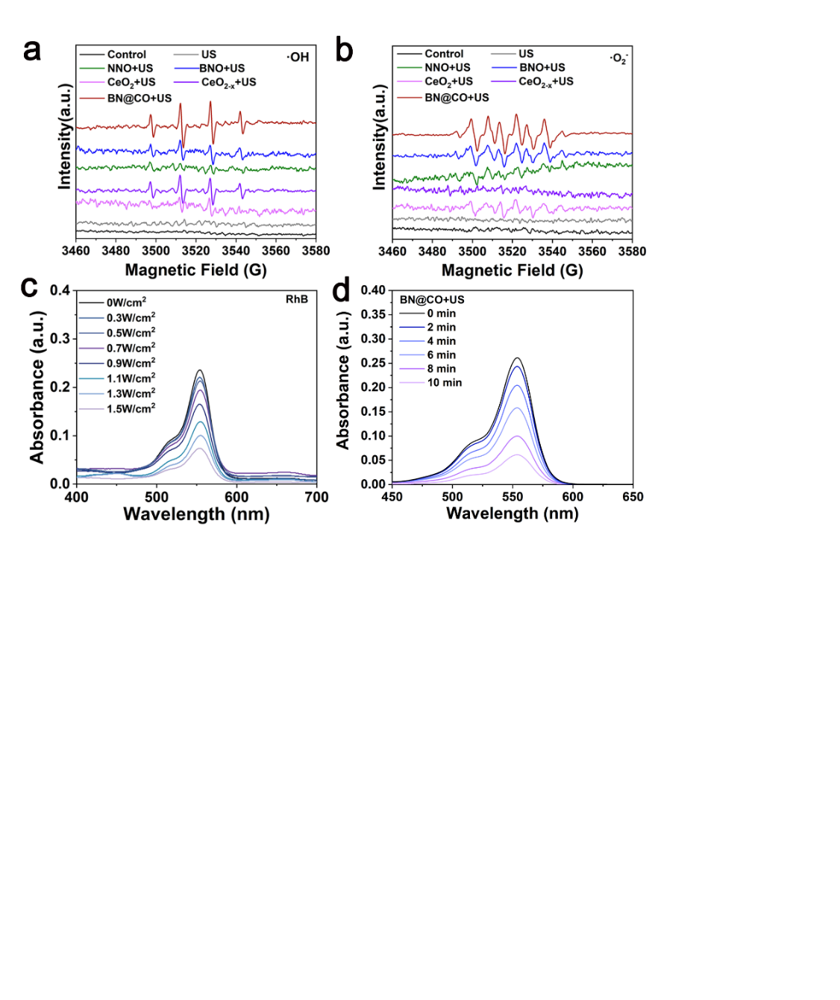 a
Control US ·OH
NNO+US BNO+US
CeO2+US CeO2-x+US
BN@CO+US
Intensity(a.u.)
3460 3480 3500 3520 3540 3560 3580
Magnetic Field (G)
b
Control US ·O2-
NNO+US BNO+US
CeO2+US CeO2-x+US
BN@CO+US
Intensity(a.u.)
3460 3480 3500 3520 3540 3560 3580
Magnetic Field (G)
c
RhB
0W/cm2
0.3W/cm2
0.5W/cm2
0.7W/cm2
0.9W/cm2
1.1W/cm2
1.3W/cm2
1.5W/cm2
Absorbance (a.u.)
0.4
0.3
0.2
0.1
0.0
400 500 600 700
Wavelength (nm)
d
BN@CO+US
0 min
2 min
4 min
6 min
8 min
10 min
Absorbance (a.u.)
0.40
0.35
0.30
0.25
0.20
0.15
0.10
0.05
0.00
450 500 550 600 650
Wavelength (nm)